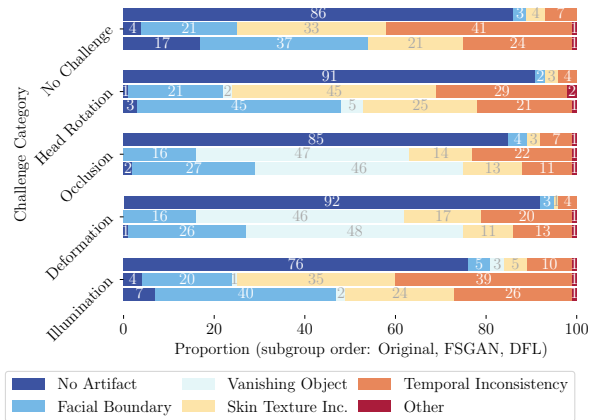 Challenge Category
No Challenge
86 3 4 7
4 21 33 41 1
17 37 21 24 1
Head Rotation
91 2 3 4
1 21 2 45 29 2
3 45 5 25 21 1
Occlusion
85 4 3 7 1
16 47 14 22 1
2 27 46 13 11 1
Deformation
92 3 1 4
16 46 17 20 1
1 26 48 11 13 1
Illumination
76 5 3 5 10 1
4 20 1 35 39 1
7 40 2 24 26 1
0 20 40 60 80 100
Proportion (subgroup order: Original, FSGAN, DFL)
No Artifact Vanishing Object Temporal Inconsistency
Facial Boundary Skin Texture Inc. Other